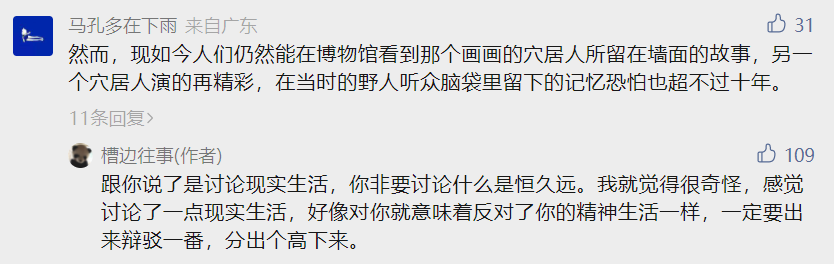 马孔多在下雨 来自广东 31
然而，现如今人们仍然能在博物馆看到那个画画的穴居人所留在墙面的故事，另一
个穴居人演的再精彩，在当时的野人听众脑袋里留下的记忆恐怕也超不过十年。
11条回复>
槽边往事(作者) 109
跟你说了是讨论现实生活，你非要讨论什么是恒久远。我就觉得很奇怪，感觉
讨论了一点现实生活，好像对你就意味着反对了你的精神生活一样，一定要出
来辩驳一番，分出个高下来。